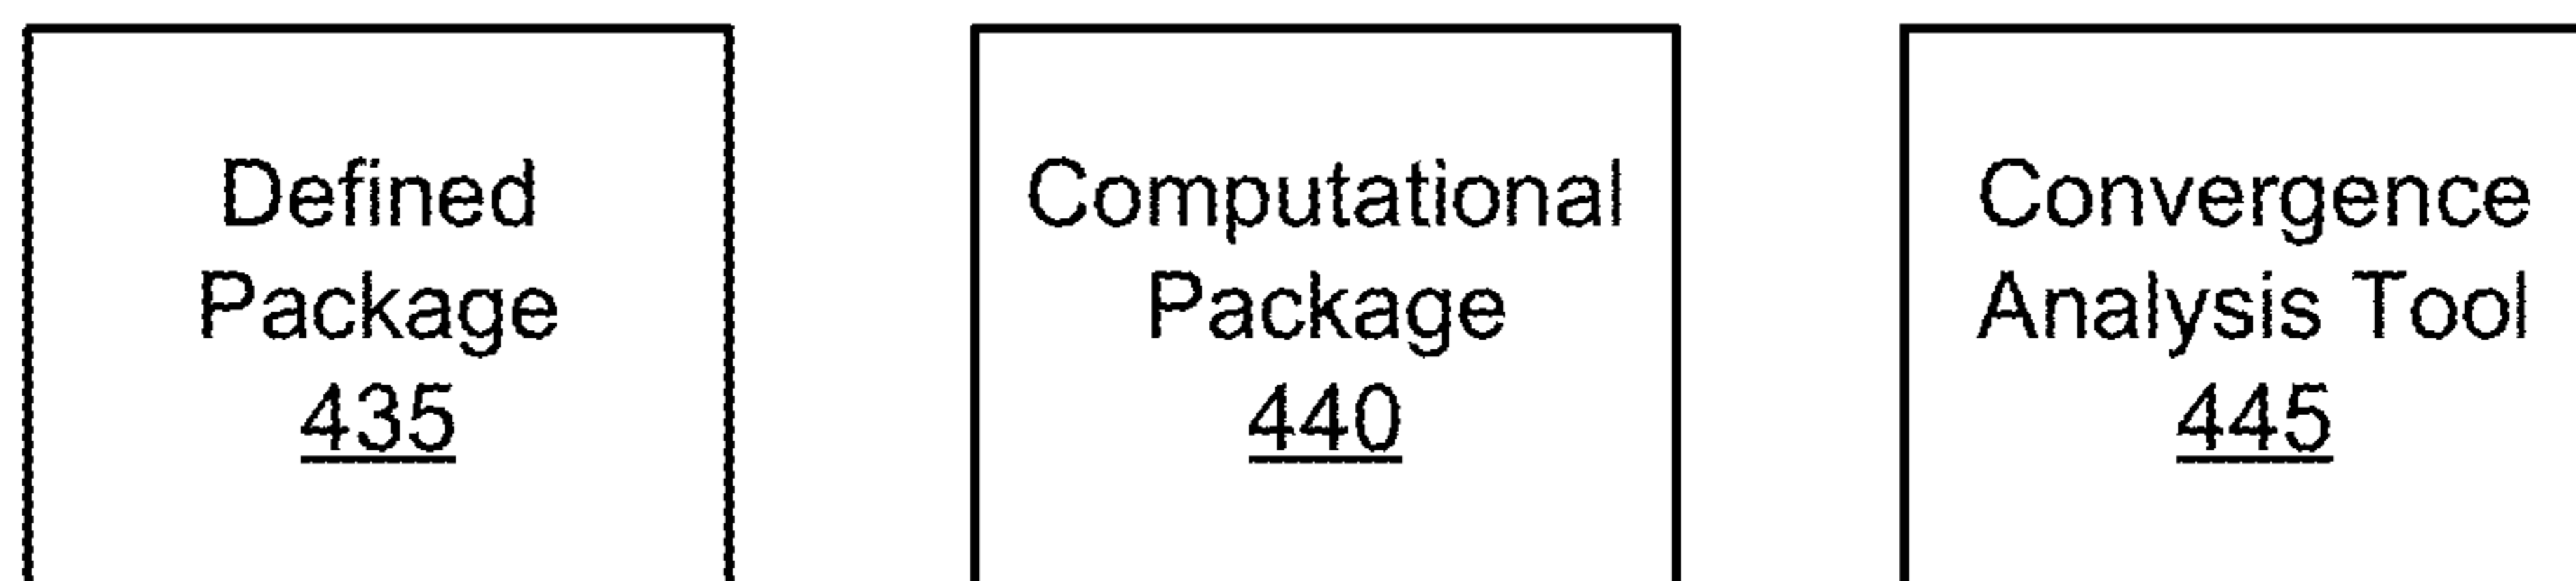 Defined
Package
435
Computational
Package
440
Convergence
Analysis Tool
445